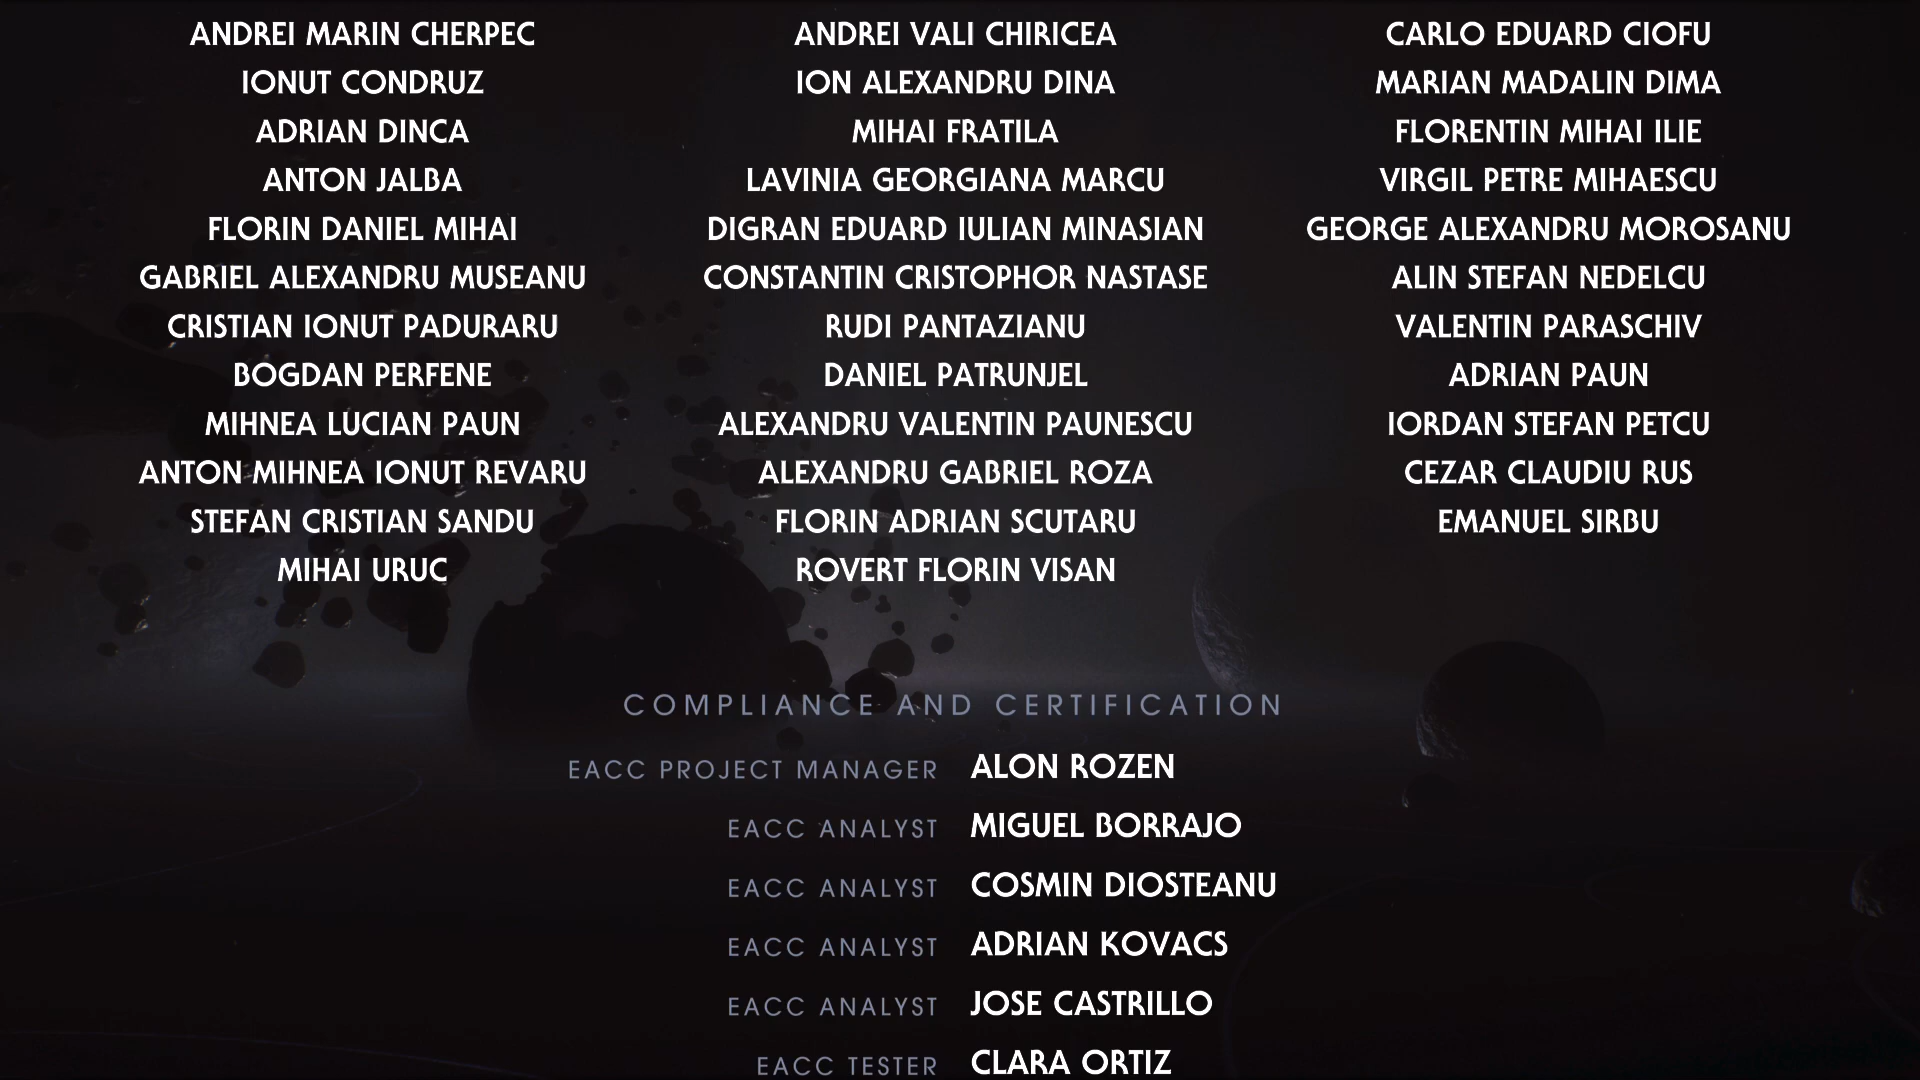 ANDREI MARIN CHERPEC ANDREI VALI CHIRICEA CARLO EDUARD CIOFU
IONUT CONDRUZ ION ALEXANDRU DINA MARIAN MADALIN DIMA
ADRIAN DINCA MIHAI FRATILA FLORENTIN MIHAI ILIE
ANTON JALBA LAVINIA GEORGIANA MARCU VIRGIL PETRE MIHAESCU
FLORIN DANIEL MIHAI DIGRAN EDUARD IULIAN MINASIAN GEORGE ALEXANDRU MOROSANU
GABRIEL ALEXANDRU MUSEANU CONSTANTIN CRISTOPHOR NASTASE ALIN STEFAN NEDELCU
CRISTIAN IONUT PADURARU RUDI PANTAZIANU VALENTIN PARASCHIV
BOGDAN PERFENE DANIEL PATRUNJEL ADRIAN PAUN
MIHNEA LUCIAN PAUN ALEXANDRU VALENTIN PAUNESCU IORDAN STEFAN PETCU
ANTON MIHNEA IONUT REVARU ALEXANDRU GABRIEL ROZA CEZAR CLAUDIU RUS
STEFAN CRISTIAN SANDU FLORIN ADRIAN SCUTARU EMANUEL SIRBU
MIHAI URUC ROVERT FLORIN VISAN
COMPLIANCE AND CERTIFICATION
EACC PROJECT MANAGER ALON ROZEN
EACC ANALYST MIGUEL BORRAJO
EACC ANALYST COSMIN DIOSTEANU
EACC ANALYST ADRIAN KOVACS
EACC ANALYST JOSE CASTRILLO
EACC TESTER CLARA ORTIZ